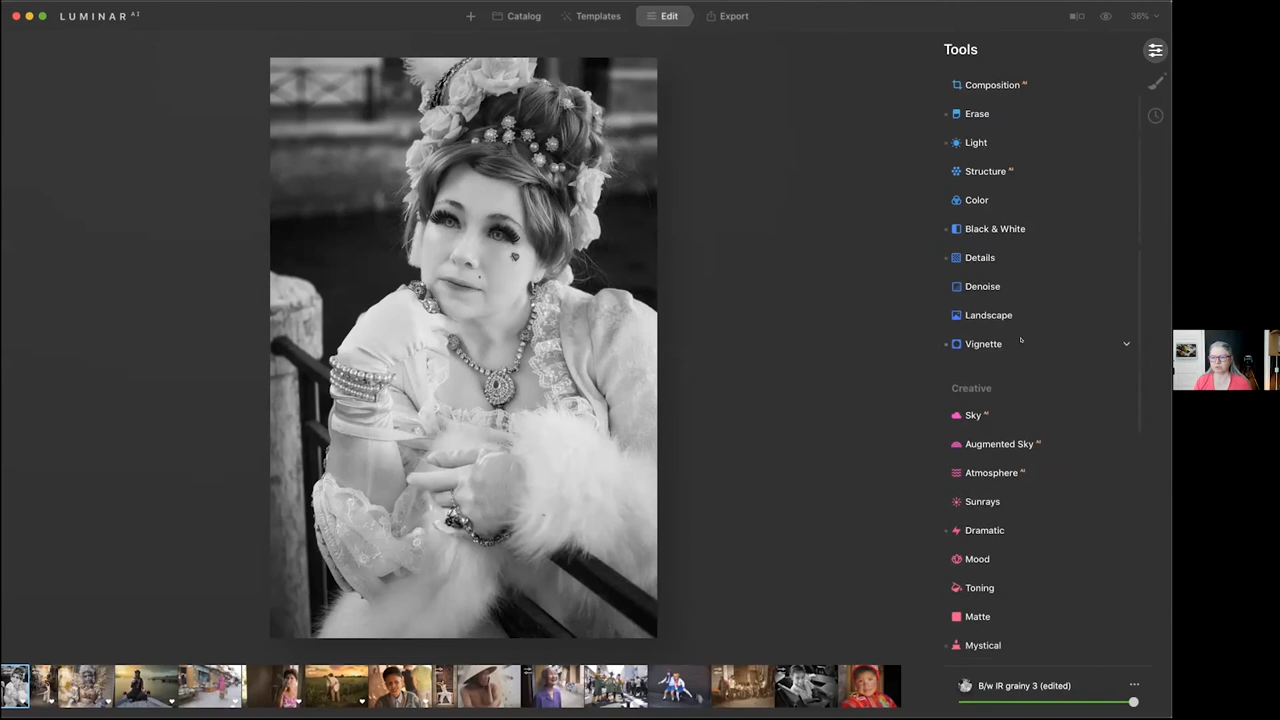 LUMINAR AI
Catalog
Templates
Edit
Export
36%
Tools
Composition AI
Erase
Light
Structure AI
Color
Black & White
Details
Denoise
Landscape
Vignette
Creative
Sky AI
Augmented Sky AI
Atmosphere AI
Sunrays
Dramatic
Mood
Toning
Matte
Mystical
B/w IR grainy 3 (edited)